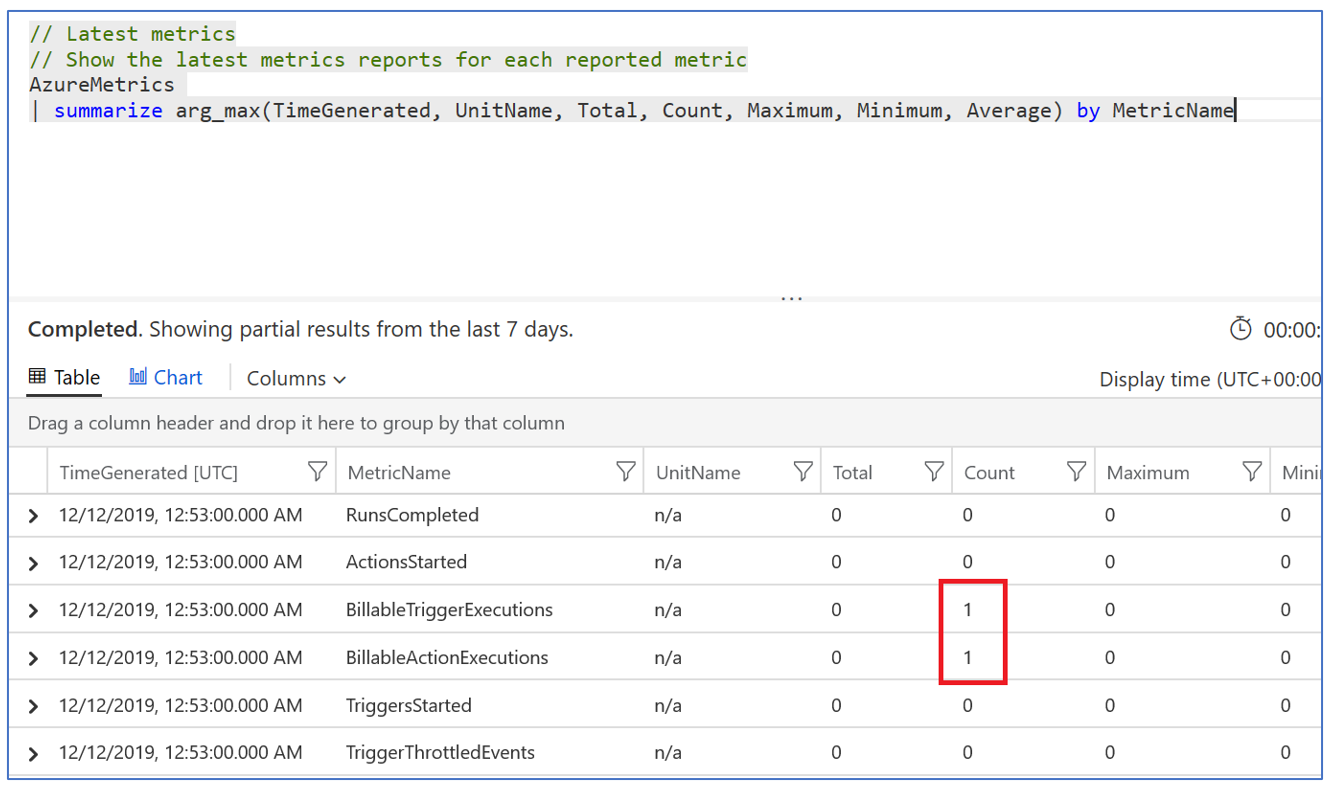 // Latest metrics
// Show the latest metrics reports for each reported metric
AzureMetrics
| summarize arg_max(TimeGenerated, UnitName, Total, Count, Maximum, Minimum, Average) by MetricName
...
Completed. Showing partial results from the last 7 days. 00:00:
Table Chart Columns Display time (UTC+00:00
Drag a column header and drop it here to group by that column
TimeGenerated [UTC] MetricName UnitName Total Count Maximum Mini
12/12/2019, 12:53:00.000 AM RunsCompleted n/a 0 0 0 0
12/12/2019, 12:53:00.000 AM ActionsStarted n/a 0 0 0 0
12/12/2019, 12:53:00.000 AM BillableTriggerExecutions n/a 0 1 0 0
12/12/2019, 12:53:00.000 AM BillableActionExecutions n/a 0 1 0 0
12/12/2019, 12:53:00.000 AM TriggersStarted n/a 0 0 0 0
12/12/2019, 12:53:00.000 AM TriggerThrottledEvents n/a 0 0 0 0